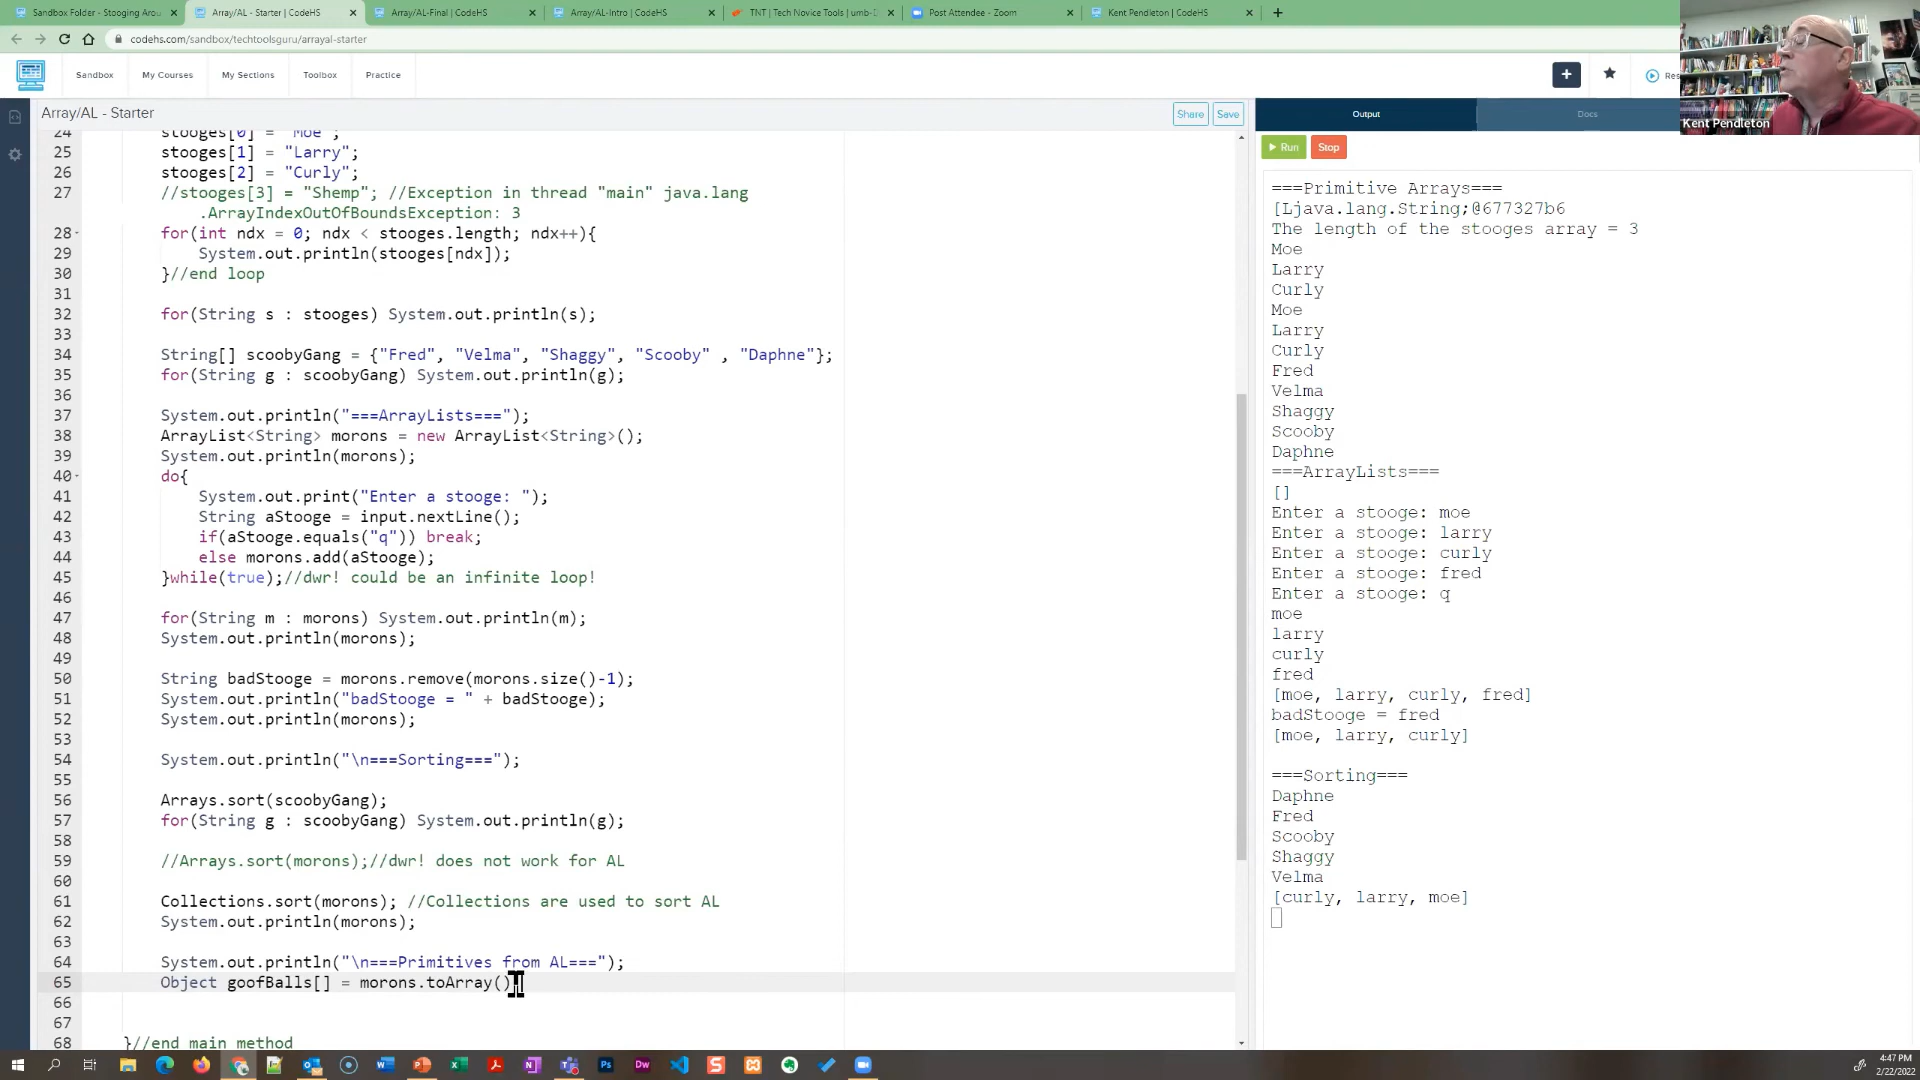 Sandbox Folder - Stooging Arou
Array/AL - Starter | CodeHS
Array/AL-Final | CodeHS
Array/AL-Intro | CodeHS
TNT | Tech Novice Tools | umb-
Post Attendee - Zoom
Kent Pendleton | CodeHS
codehs.com/sandbox/techtoolsguru/arrayal-starter
Sandbox My Courses My Sections Toolbox Practice
Kent Pendleton
Array/AL - Starter
Share Save
Output Docs
Run Stop
24 stooges[0] = "Moe";
25 stooges[1] = "Larry";
26 stooges[2] = "Curly";
27 //stooges[3] = "Shemp"; //Exception in thread "main" java.lang
.ArrayIndexOutOfBoundsException: 3
28 for(int ndx = 0; ndx < stooges.length; ndx++){
29 System.out.println(stooges[ndx]);
30 }//end loop
31
32 for(String s : stooges) System.out.println(s);
33
34 String[] scoobyGang = {"Fred", "Velma", "Shaggy", "Scooby" , "Daphne"};
35 for(String g : scoobyGang) System.out.println(g);
36
37 System.out.println("===ArrayLists===");
38 ArrayList<String> morons = new ArrayList<String>();
39 System.out.println(morons);
40 do{
41 System.out.print("Enter a stooge: ");
42 String aStooge = input.nextLine();
43 if(aStooge.equals("q")) break;
44 else morons.add(aStooge);
45 }while(true);//dwr! could be an infinite loop!
46
47 for(String m : morons) System.out.println(m);
48 System.out.println(morons);
49
50 String badStooge = morons.remove(morons.size()-1);
51 System.out.println("badStooge = " + badStooge);
52 System.out.println(morons);
53
54 System.out.println("\n===Sorting===");
55
56 Arrays.sort(scoobyGang);
57 for(String g : scoobyGang) System.out.println(g);
58
59 //Arrays.sort(morons);//dwr! does not work for AL
60
61 Collections.sort(morons); //Collections are used to sort AL
62 System.out.println(morons);
63
64 System.out.println("\n===Primitives from AL===");
65 Object goofBalls[] = morons.toArray()
66
67
68 }//end main method
===Primitive Arrays===
[Ljava.lang.String;@677327b6
The length of the stooges array = 3
Moe
Larry
Curly
Moe
Larry
Curly
Fred
Velma
Shaggy
Scooby
Daphne
===ArrayLists===
[]
Enter a stooge: moe
Enter a stooge: larry
Enter a stooge: curly
Enter a stooge: fred
Enter a stooge: q
moe
larry
curly
fred
[moe, larry, curly, fred]
badStooge = fred
[moe, larry, curly]
===Sorting===
Daphne
Fred
Scooby
Shaggy
Velma
[curly, larry, moe]
4:47 PM
2/22/2022